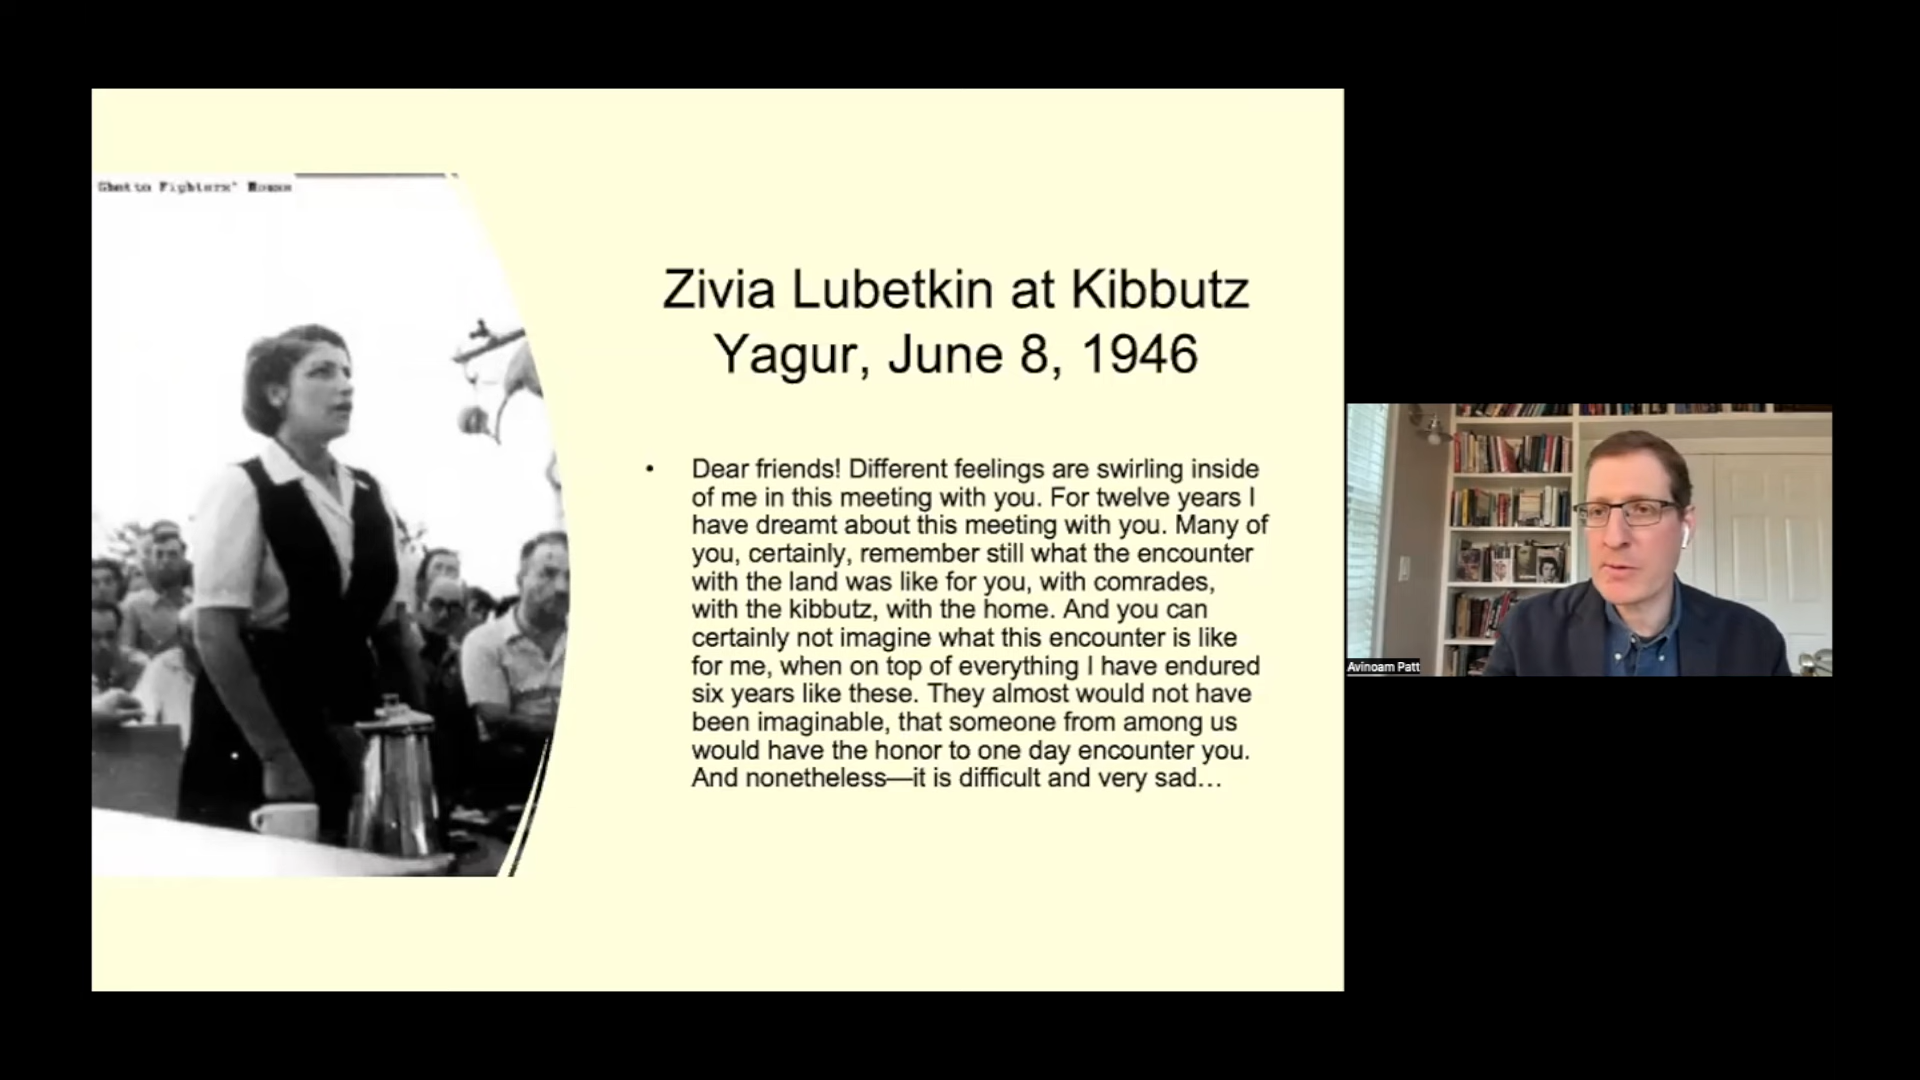 Ghetto Fighters' House
Zivia Lubetkin at Kibbutz
Yagur, June 8, 1946
• Dear friends! Different feelings are swirling inside
of me in this meeting with you. For twelve years I
have dreamt about this meeting with you. Many of
you, certainly, remember still what the encounter
with the land was like for you, with comrades,
with the kibbutz, with the home. And you can
certainly not imagine what this encounter is like
for me, when on top of everything I have endured
six years like these. They almost would not have
been imaginable, that someone from among us
would have the honor to one day encounter you.
And nonetheless—it is difficult and very sad…
Avinoam Patt